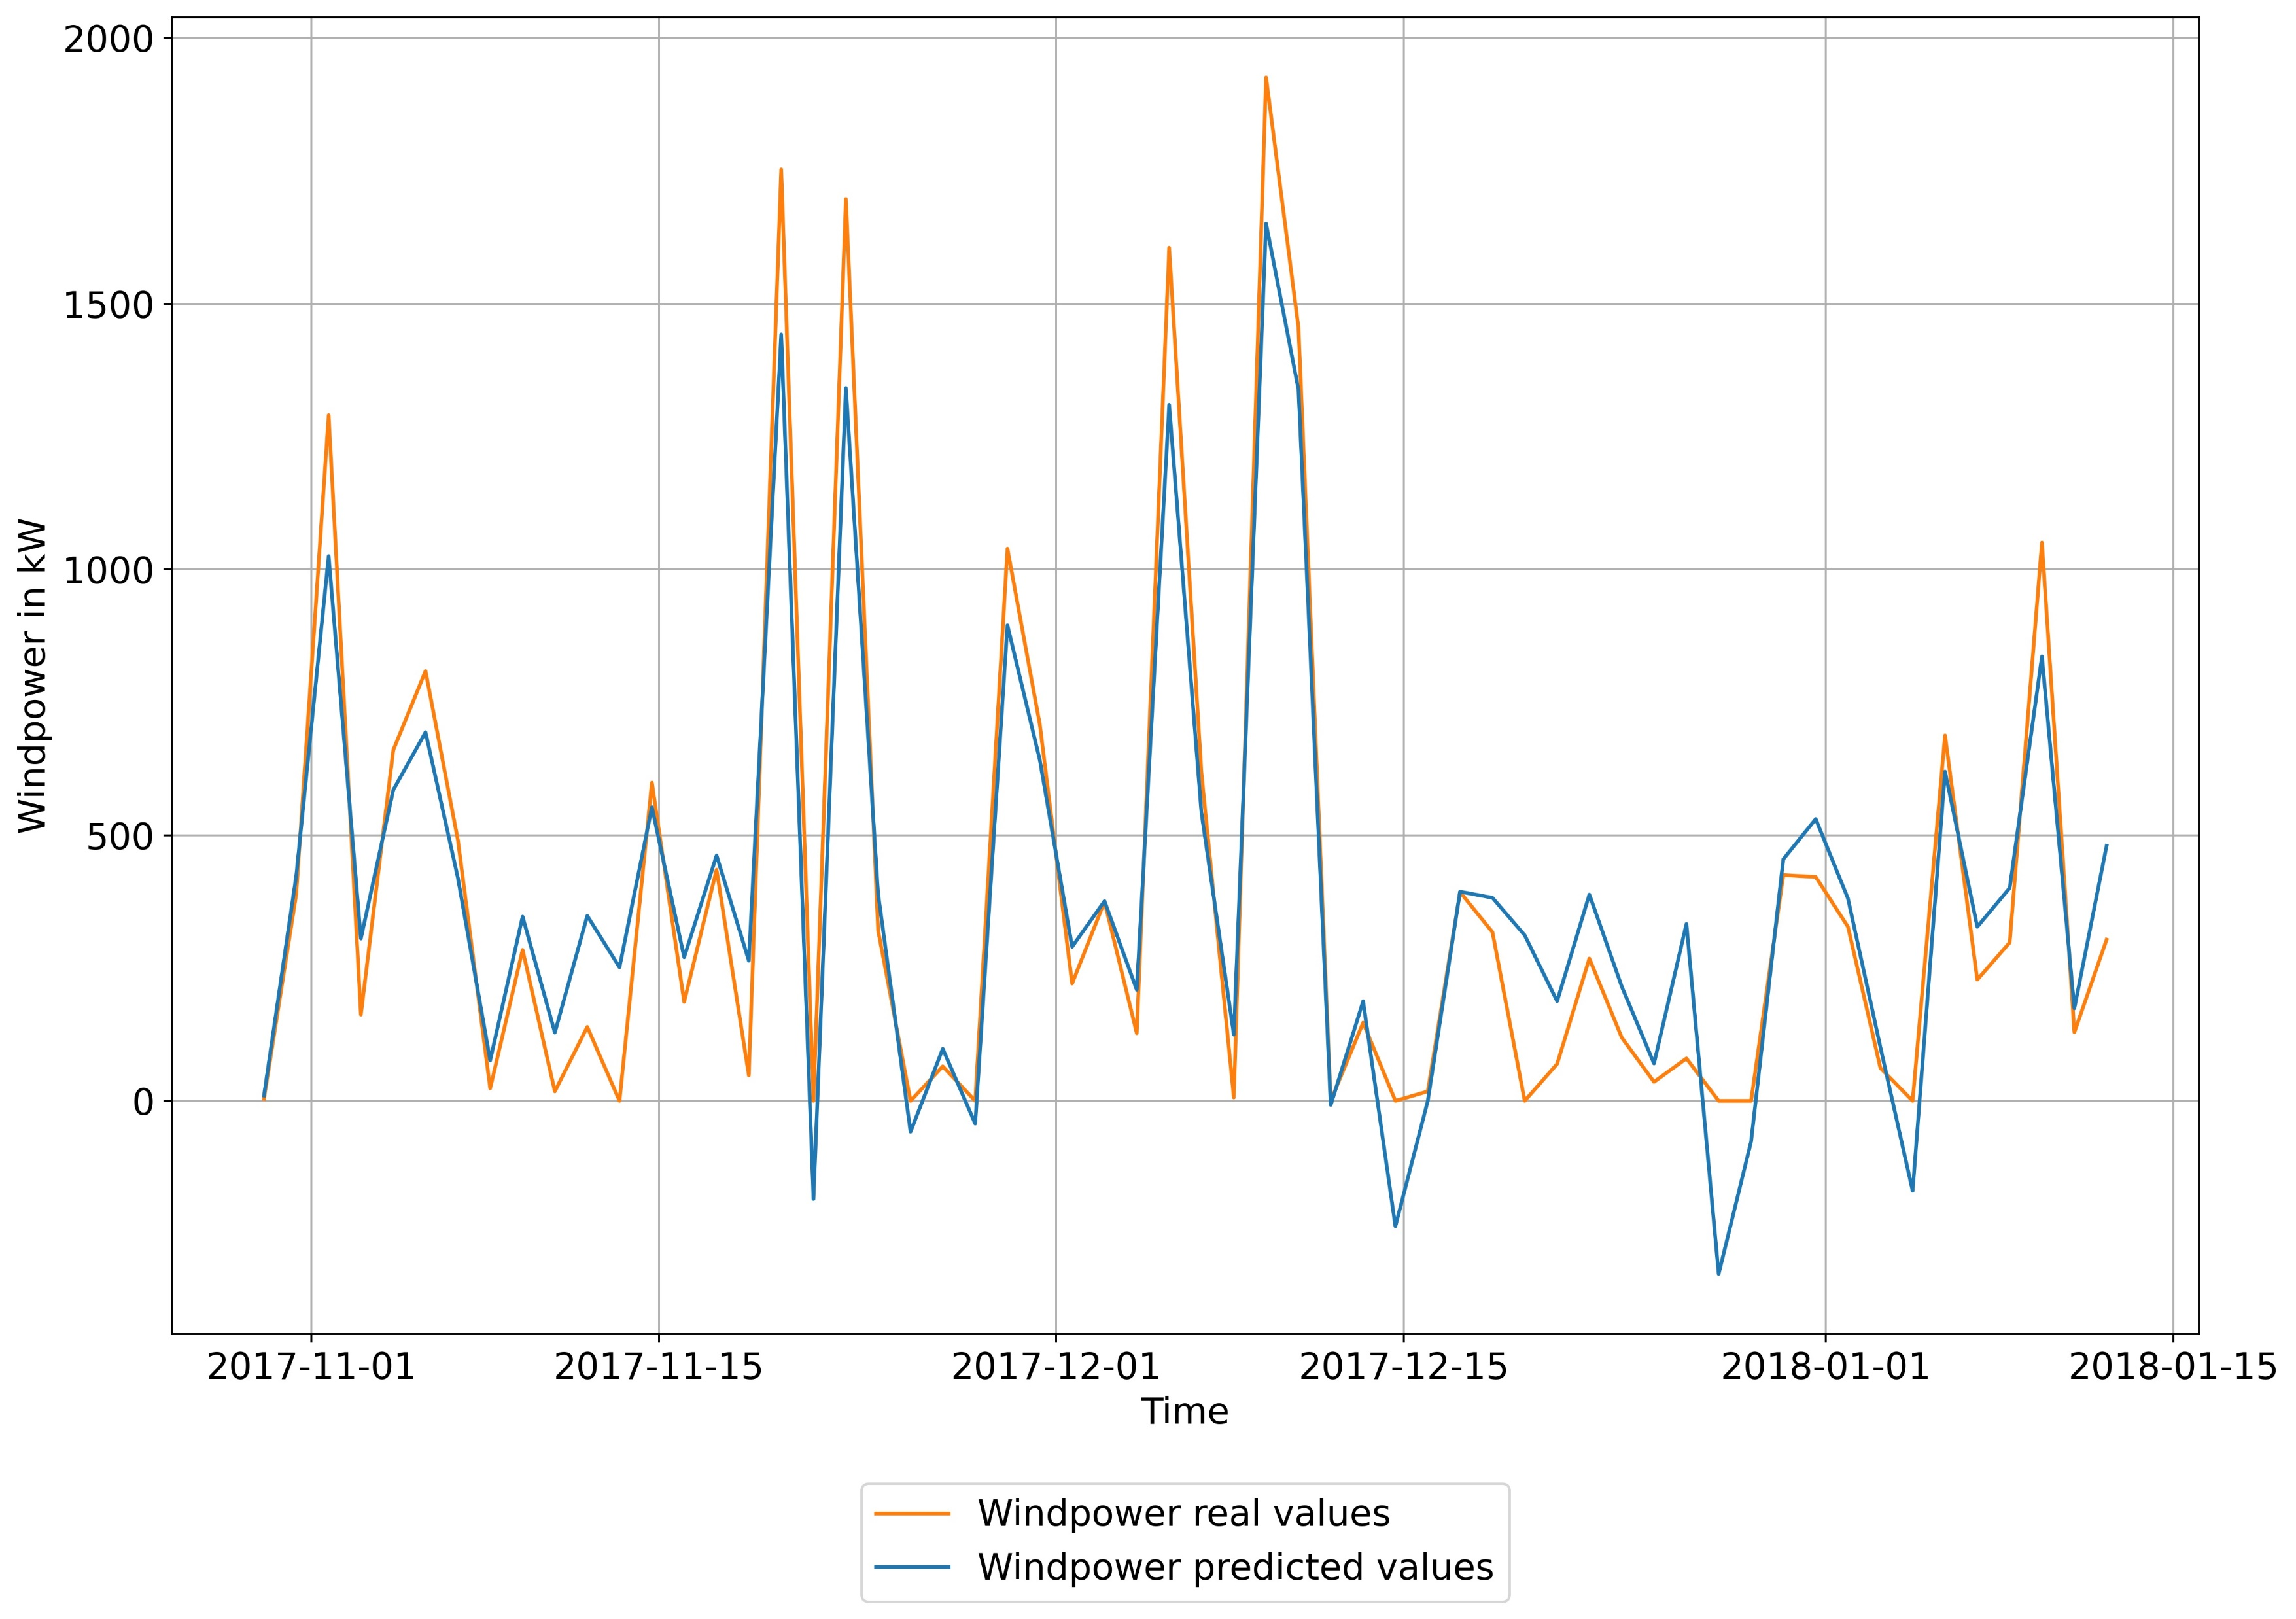 2000
1500
1000
500
0
Windpower in kW
2017-11-01 2017-11-15 2017-12-01 2017-12-15 2018-01-01 2018-01-15
Time
Windpower real values
Windpower predicted values